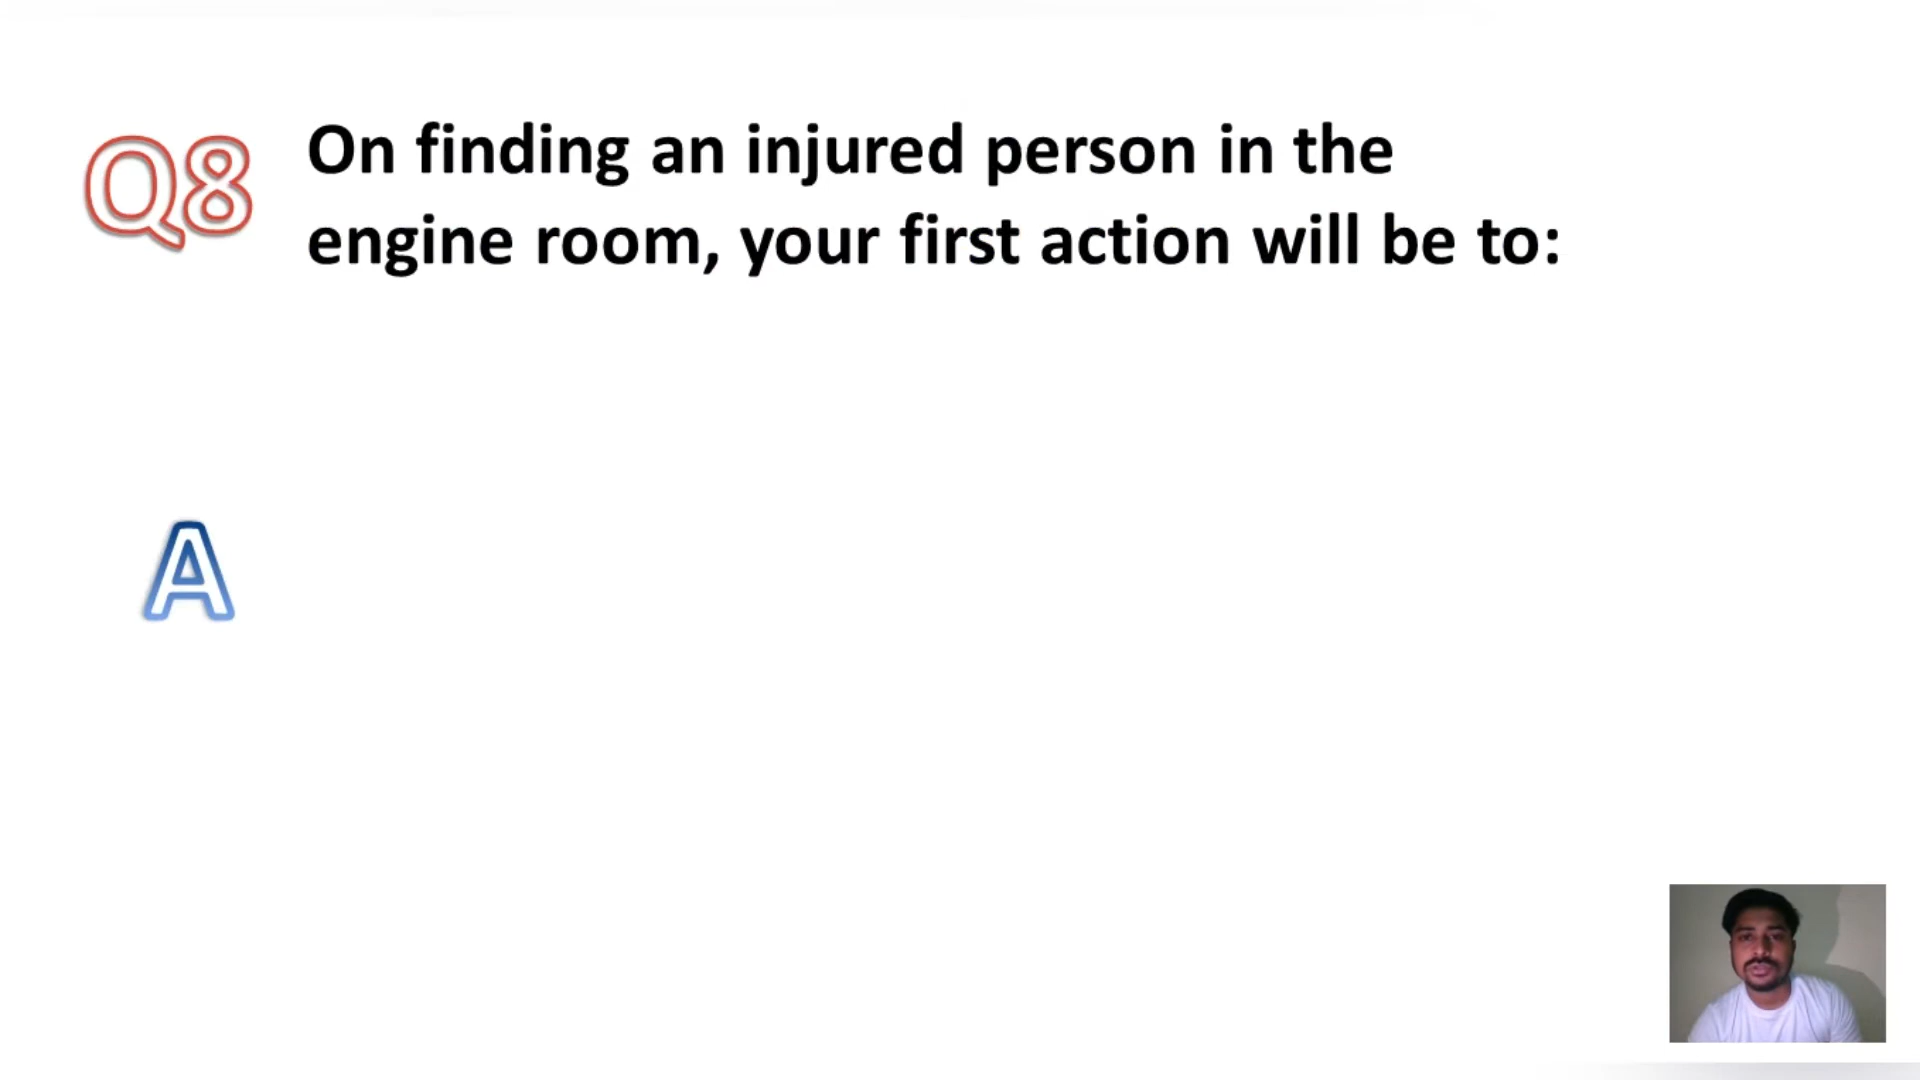 Q8 On finding an injured person in the
engine room, your first action will be to:
A